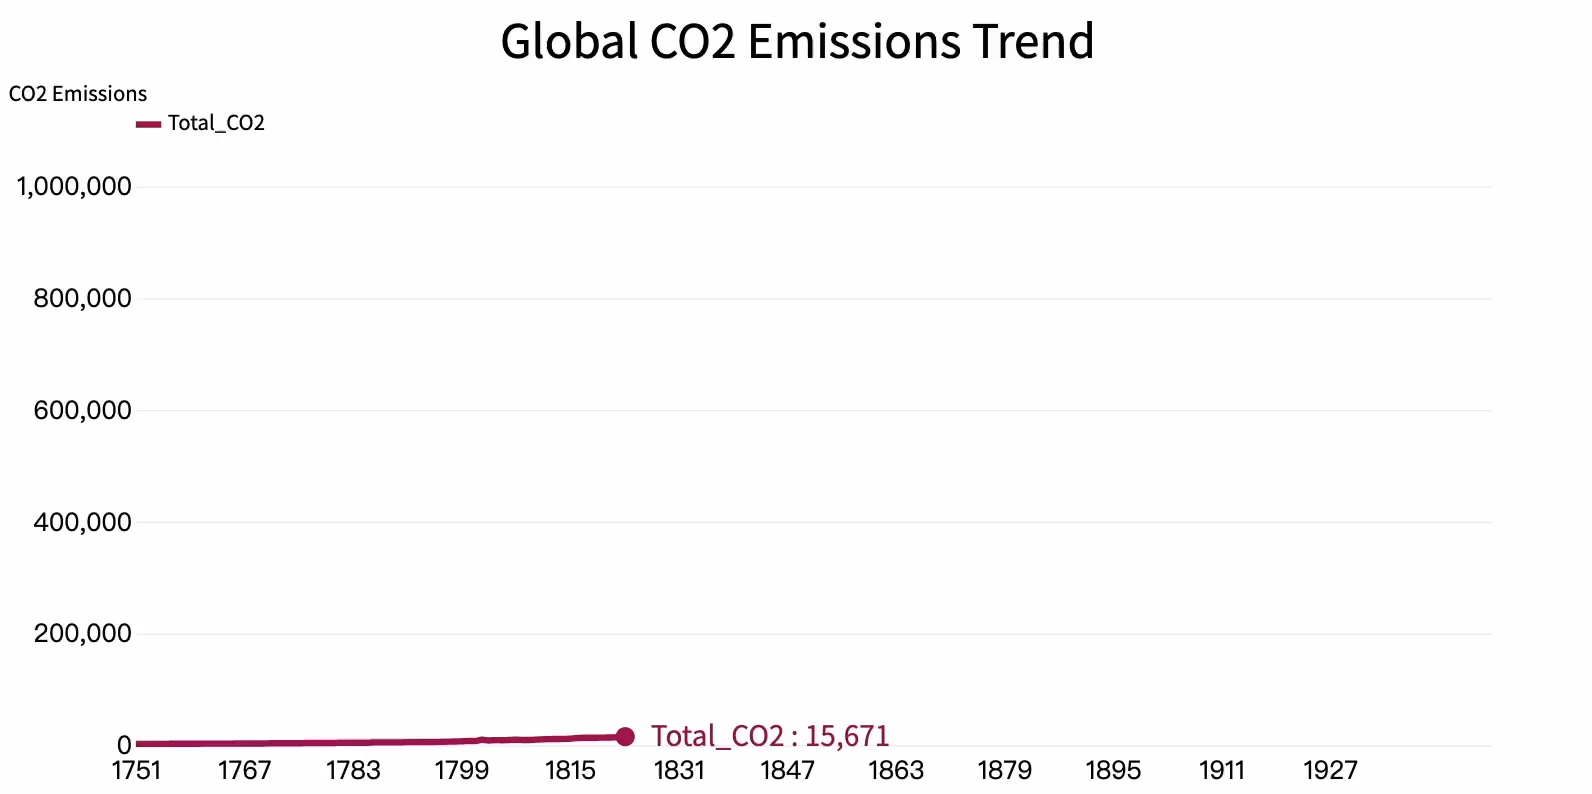 Global CO2 Emissions Trend
CO2 Emissions
Total_CO2
1,000,000
800,000
600,000
400,000
200,000
0
Total_CO2 : 15,671
1751 1767 1783 1799 1815 1831 1847 1863 1879 1895 1911 1927